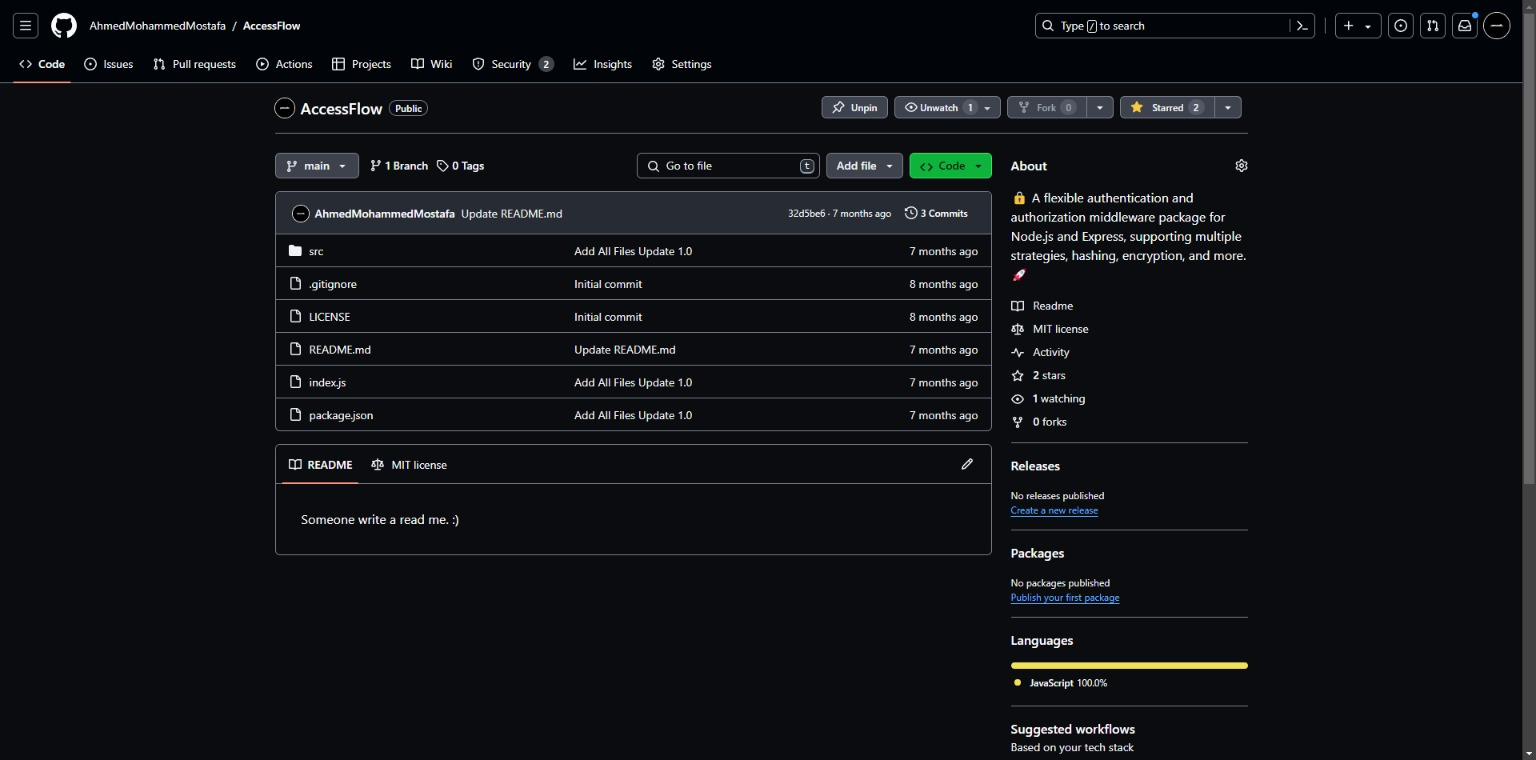 AhmedMohammedMostafa / AccessFlow
Type / to search
Code Issues Pull requests Actions Projects Wiki Security 2 Insights Settings
AccessFlow Public
Unpin Unwatch 1 Fork 0 Starred 2
main 1 Branch 0 Tags
Go to file t Add file Code
AhmedMohammedMostafa Update README.md 32d5be6 · 7 months ago 3 Commits
src Add All Files Update 1.0 7 months ago
.gitignore Initial commit 8 months ago
LICENSE Initial commit 8 months ago
README.md Update README.md 7 months ago
index.js Add All Files Update 1.0 7 months ago
package.json Add All Files Update 1.0 7 months ago
README MIT license
Someone write a read me. :)
About
🔒 A flexible authentication and
authorization middleware package for
Node.js and Express, supporting multiple
strategies, hashing, encryption, and more.
🚀
Readme
MIT license
Activity
2 stars
1 watching
0 forks
Releases
No releases published
Create a new release
Packages
No packages published
Publish your first package
Languages
JavaScript 100.0%
Suggested workflows
Based on your tech stack